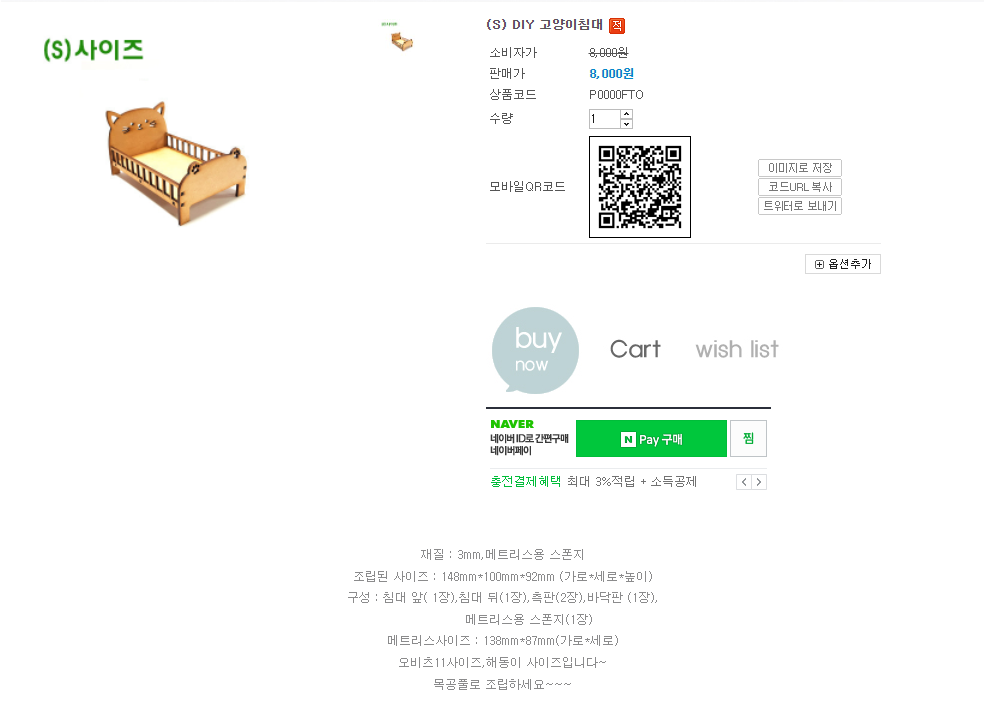 (S)사이즈
(S) DIY 고양이침대 적
소비자가 8,000원
판매가 8,000원
상품코드 P0000FTO
수량 1
모바일QR코드
이미지로 저장
코드URL 복사
트위터로 보내기
옵션추가
buy
now
Cart
wish list
NAVER
네이버 ID로 간편구매
네이버페이
N Pay 구매
찜
충전결제혜택 최대 3%적립 + 소득공제
재질 : 3mm,메트리스용 스폰지
조립된 사이즈 : 148mm*100mm*92mm (가로*세로*높이)
구성 : 침대 앞( 1장),침대 뒤(1장),측판(2장),바닥판 (1장),
메트리스용 스폰지(1장)
메트리스사이즈 : 138mm*87mm(가로*세로)
오비츠11사이즈,해동이 사이즈입니다~
목공풀로 조립하세요~~~